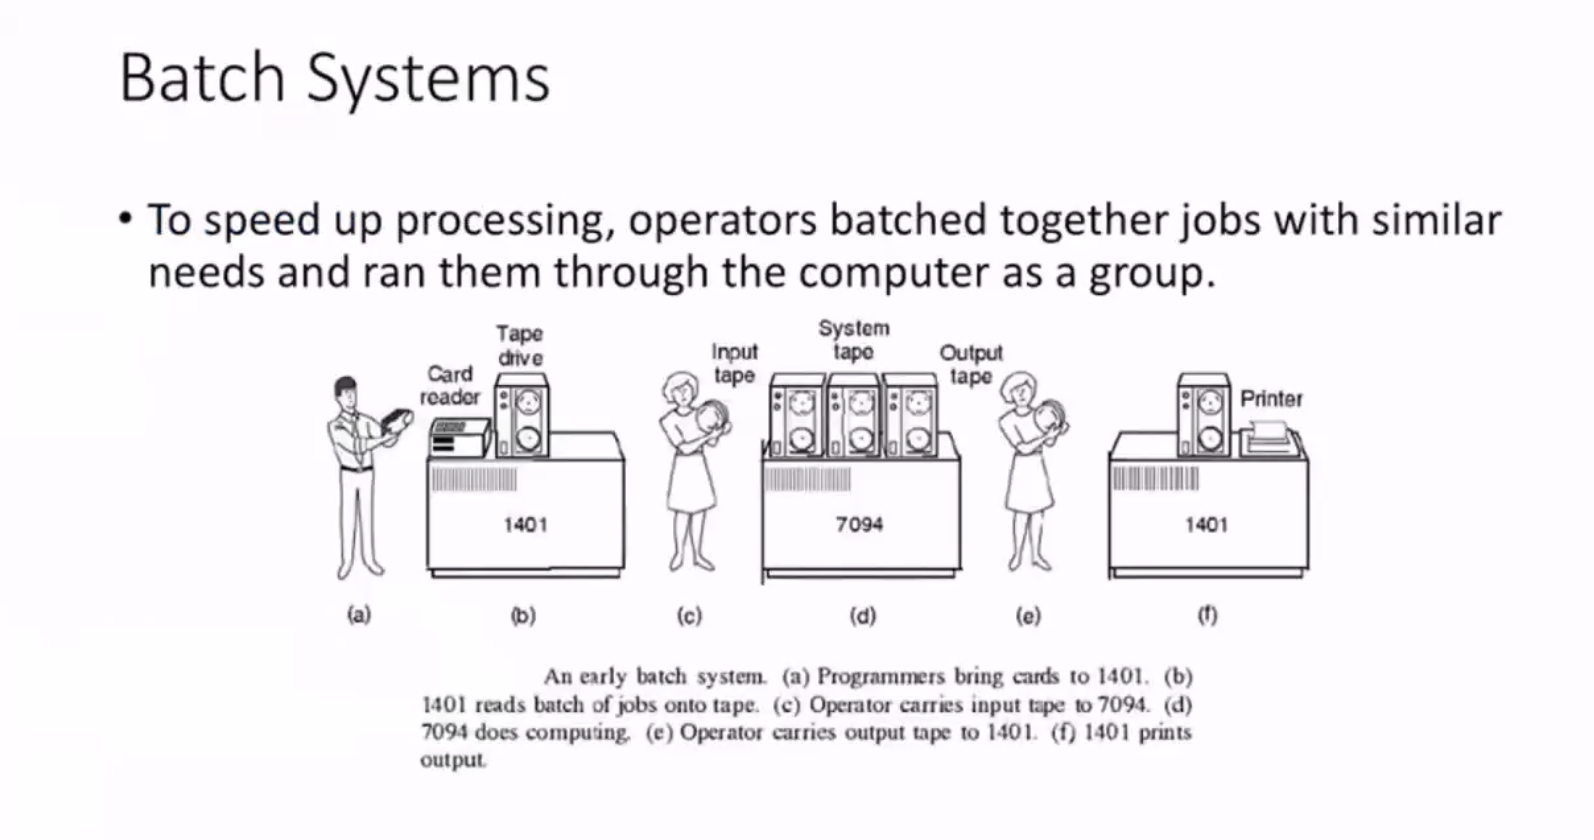 Batch Systems
• To speed up processing, operators batched together jobs with similar
needs and ran them through the computer as a group.
Tape
drive
Card
reader
1401
Input
tape
System
tape
7094
Output
tape
Printer
1401
(a)
(b)
(c)
(d)
(e)
(f)
An early batch system. (a) Programmers bring cards to 1401. (b)
1401 reads batch of jobs onto tape. (c) Operator carries input tape to 7094. (d)
7094 does computing. (e) Operator carries output tape to 1401. (f) 1401 prints
output.